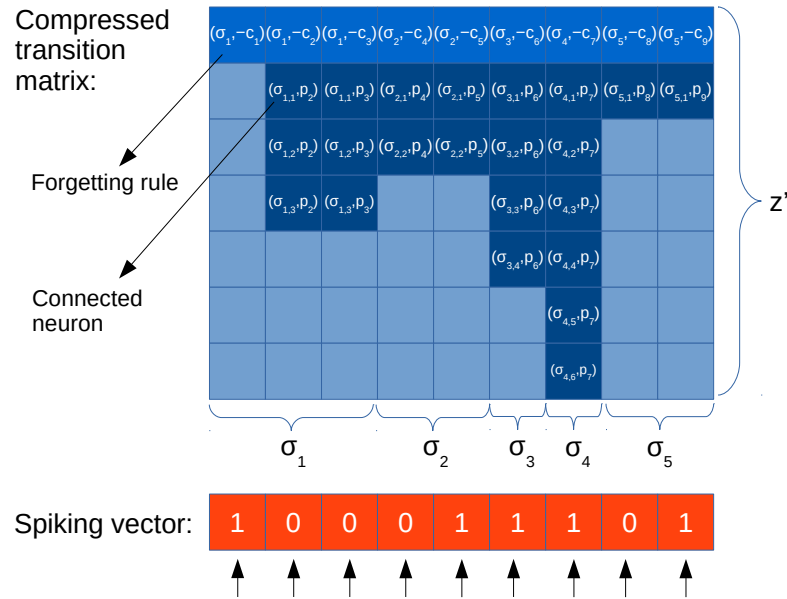 Compressed
transition
matrix:
(σ1,−c1) (σ1,−c2) (σ1,−c3) (σ2,−c4) (σ2,−c5) (σ3,−c6) (σ4,−c7) (σ5,−c8) (σ5,−c9)
(σ1,1,p2) (σ1,1,p3) (σ2,1,p4) (σ2,1,p5) (σ3,1,p6) (σ4,1,p7) (σ5,1,p8) (σ5,1,p9)
(σ1,2,p2) (σ1,2,p3) (σ2,2,p4) (σ2,2,p5) (σ3,2,p6) (σ4,2,p7)
Forgetting rule
(σ1,3,p2) (σ1,3,p3) (σ3,3,p6) (σ4,3,p7)
z'
(σ3,4,p6) (σ4,4,p7)
Connected
neuron
(σ4,5,p7)
(σ4,6,p7)
σ1 σ2 σ3 σ4 σ5
Spiking vector: 1 0 0 0 1 1 1 0 1